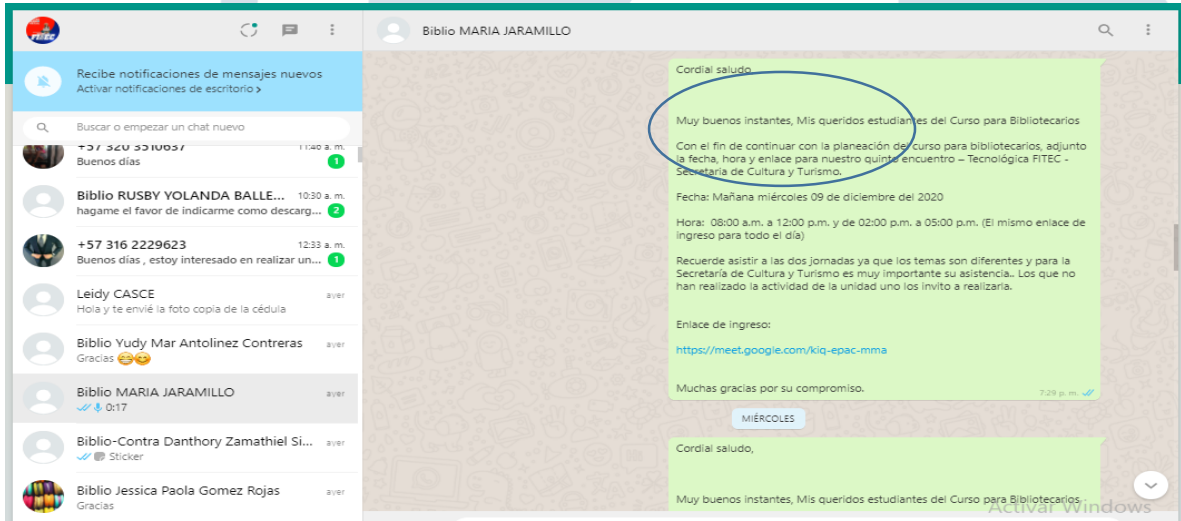 FITEC
Biblio MARIA JARAMILLO
Recibe notificaciones de mensajes nuevos
Activar notificaciones de escritorio >
Buscar o empezar un chat nuevo
+57 320 3510637 11:46 a. m.
Buenos días 1
Biblio RUSBY YOLANDA BALLE... 10:30 a. m.
hagame el favor de indicarme como descarg... 2
+57 316 2229623 12:33 a. m.
Buenos días , estoy interesado en realizar un... 1
Leidy CASCE ayer
Hola y te envié la foto copia de la cédula
Biblio Yudy Mar Antolinez Contreras ayer
Gracias 😁😊
Biblio MARIA JARAMILLO ayer
0:17
Biblio-Contra Danthory Zamathiel Si... ayer
Sticker
Biblio Jessica Paola Gomez Rojas ayer
Gracias
Cordial saludo,
Muy buenos instantes, Mis queridos estudiantes del Curso para Bibliotecarios
Con el fin de continuar con la planeación del curso para bibliotecarios, adjunto
la fecha, hora y enlace para nuestro quinto encuentro – Tecnológica FITEC -
Secretaria de Cultura y Turismo.
Fecha: Mañana miércoles 09 de diciembre del 2020
Hora: 08:00 a.m. a 12:00 p.m. y de 02:00 p.m. a 05:00 p.m. (El mismo enlace de
ingreso para todo el día)
Recuerde asistir a las dos jornadas ya que los temas son diferentes y para la
Secretaría de Cultura y Turismo es muy importante su asistencia.. Los que no
han realizado la actividad de la unidad uno los invito a realizarla.
Enlace de ingreso:
https://meet.google.com/kiq-epac-mma
Muchas gracias por su compromiso.
7:29 p. m.
MIÉRCOLES
Cordial saludo,
Muy buenos instantes, Mis queridos estudiantes del Curso para Bibliotecarios
Activar Windows